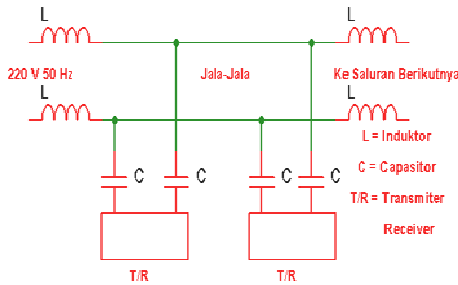 L
L
220 V 50 Hz
Jala-Jala
Ke Saluran Berikutnya
L
L
L = Induktor
C
C
C
C
C = Capasitor
T/R = Transmiter
Receiver
T/R
T/R